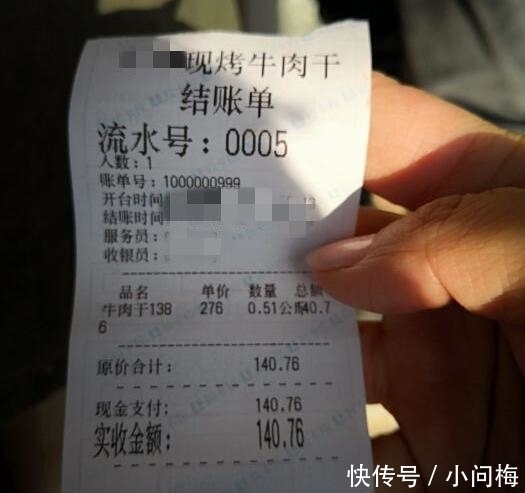 现烤牛肉干
结账单
流水号：0005
人数：1
账单号：1000000999
开台时间
结账时间
服务员：
收银员：
品名 单价 数量 总额
牛肉干138 276 0.51公 40.7
6
原价合计： 140.76
现金支付： 140.76
实收金额： 140.76
快传号 / 小问梅